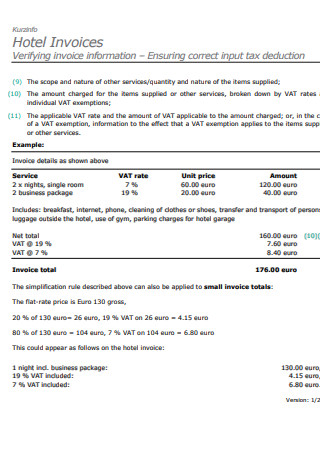 Kurzinfo
Hotel Invoices
Verifying invoice information – Ensuring correct input tax deduction
(9) The scope and nature of other services/quantity and nature of the items supplied;
(10) The amount charged for the items supplied or other services, broken down by VAT rates
individual VAT exemptions;
(11) The applicable VAT rate and the amount of VAT applicable to the amount charged; or, in the c
of a VAT exemption, information to the effect that a VAT exemption applies to the items supp
or other services.
Example:
Invoice details as shown above
Service VAT rate Unit price Amount
2 x nights, single room 7 % 60.00 euro 120.00 euro
2 business package 19 % 20.00 euro 40.00 euro
Includes: breakfast, internet, phone, cleaning of clothes or shoes, transfer and transport of person
luggage outside the hotel, use of gym, parking charges for hotel garage
Net total 160.00 euro (10)(
VAT @ 19 % 7.60 euro
VAT @ 7 % 8.40 euro
Invoice total 176.00 euro
The simplification rule described above can also be applied to small invoice totals:
The flat-rate price is Euro 130 gross,
20 % of 130 euro= 26 euro, 19 % VAT on 26 euro = 4.15 euro
80 % of 130 euro = 104 euro, 7 % VAT on 104 euro = 6.80 euro
This could appear as follows on the hotel invoice:
1 night incl. business package: 130.00 euro,
19 % VAT included: 4.15 euro,
7 % VAT included: 6.80 euro.
Version: 1/2